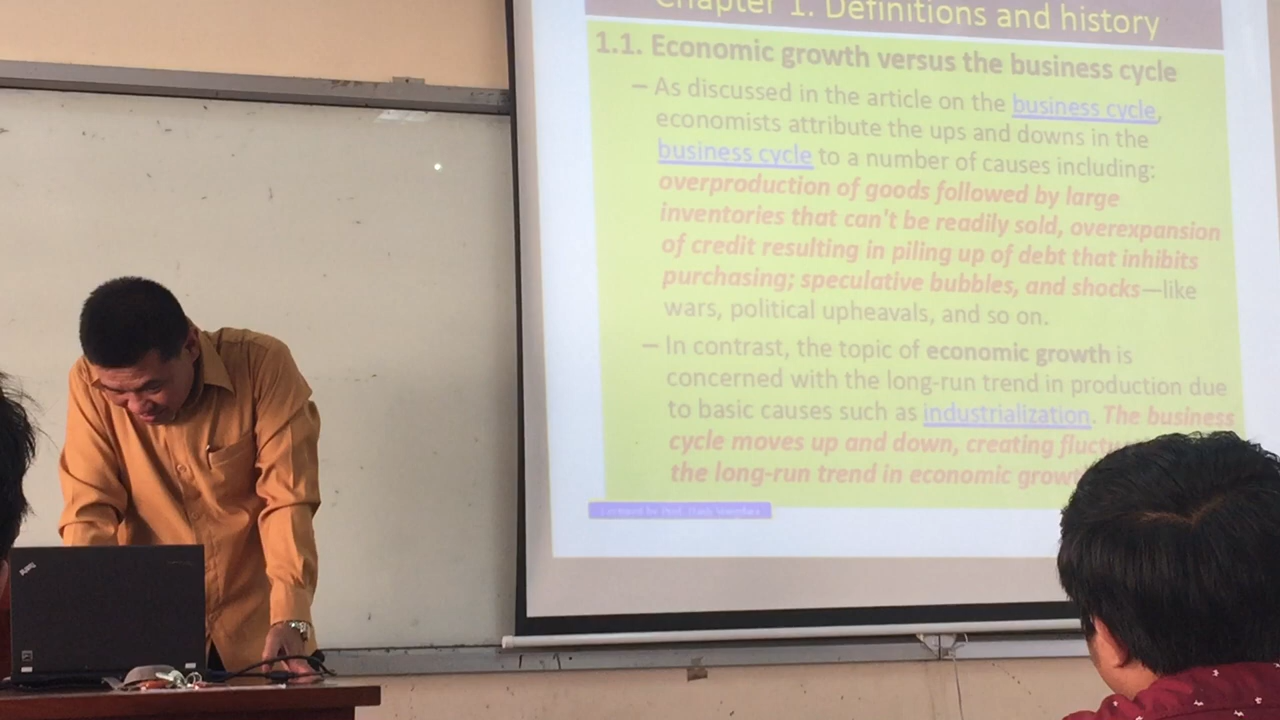 Chapter 1. Definitions and history
1.1. Economic growth versus the business cycle
– As discussed in the article on the business cycle,
economists attribute the ups and downs in the
business cycle to a number of causes including:
overproduction of goods followed by large
inventories that can't be readily sold, overexpansion
of credit resulting in piling up of debt that inhibits
purchasing; speculative bubbles, and shocks—like
wars, political upheavals, and so on.
– In contrast, the topic of economic growth is
concerned with the long-run trend in production due
to basic causes such as industrialization. The business
cycle moves up and down, creating
the long-run trend in economic
by Prof.